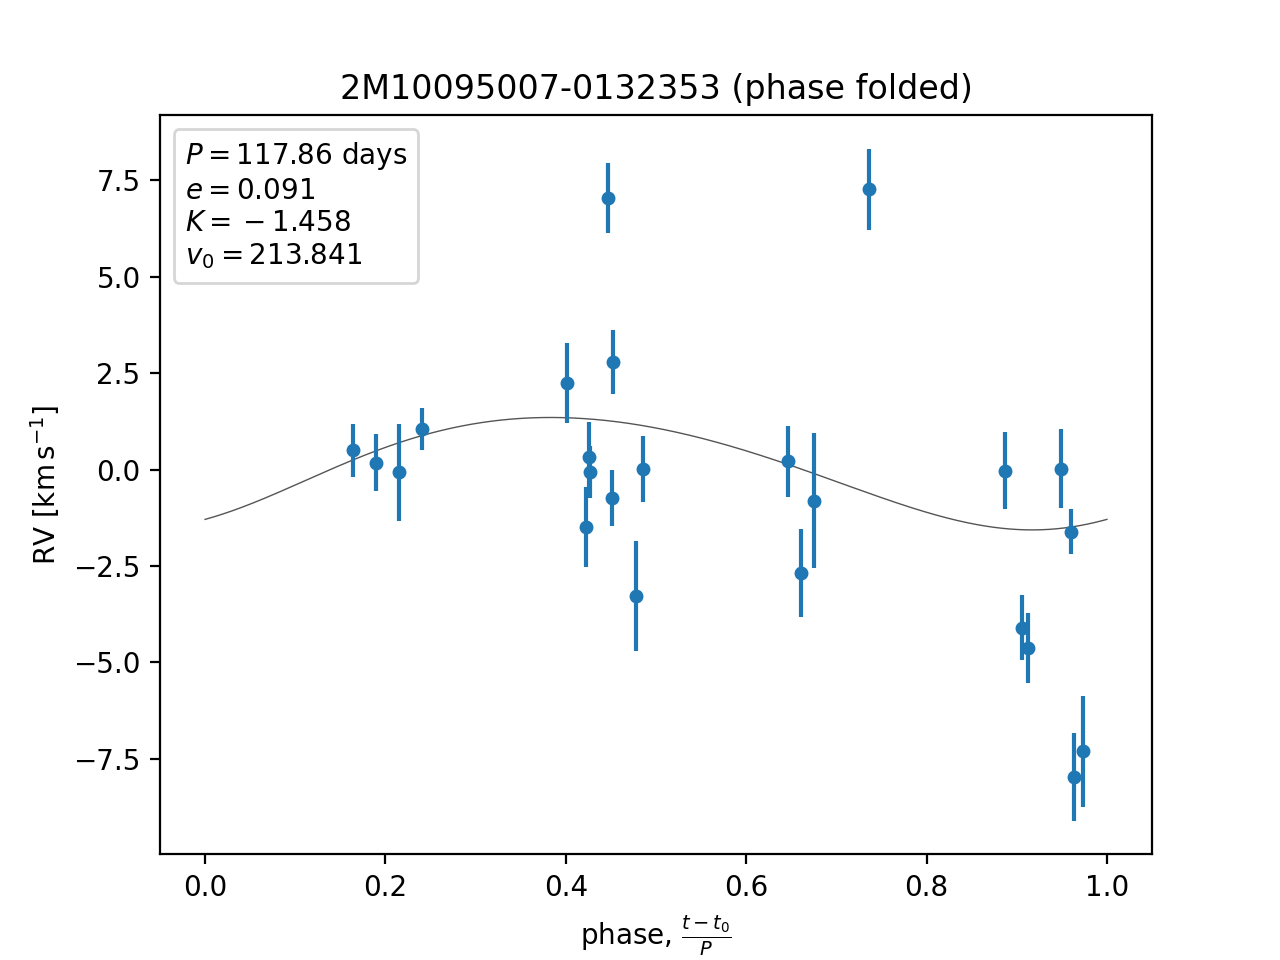 2M10095007-0132353 (phase folded)
P = 117.86 days
e = 0.091
K = −1.458
v₀ = 213.841
7.5
5.0
2.5
0.0
−2.5
−5.0
−7.5
RV [km s⁻¹]
0.0 0.2 0.4 0.6 0.8 1.0
phase, (t − t₀)/P